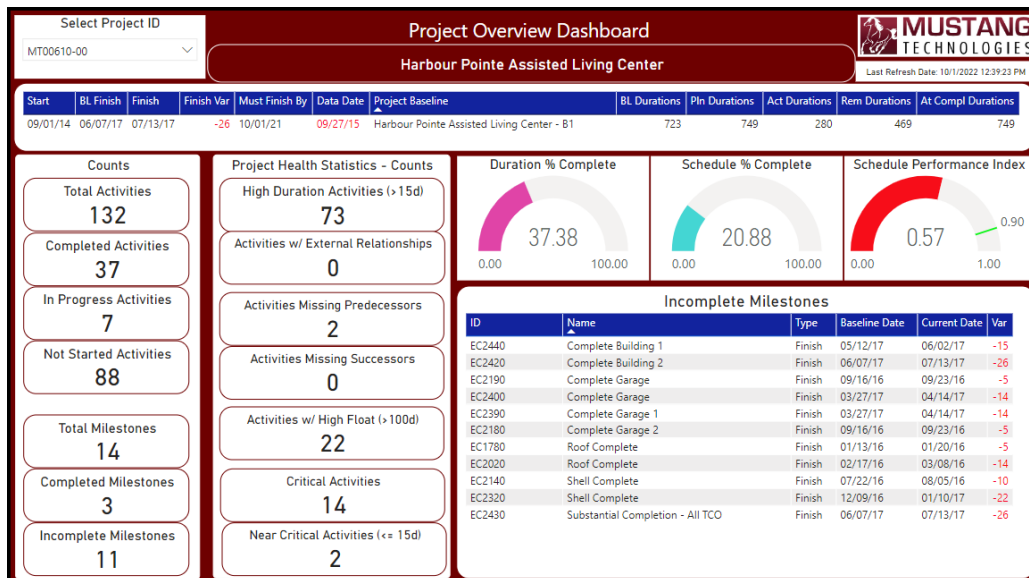 Select Project ID
MT00610-00
Project Overview Dashboard
Harbour Pointe Assisted Living Center
MUSTANG
TECHNOLOGIES
Last Refresh Date: 10/1/2022 12:39:23 PM
Start BL Finish Finish Finish Var Must Finish By Data Date Project Baseline BL Durations Pln Durations Act Durations Rem Durations At Compl Durations
09/01/14 06/07/17 07/13/17 -26 10/01/21 09/27/15 Harbour Pointe Assisted Living Center - B1 723 749 280 469 749
Counts
Total Activities
132
Completed Activities
37
In Progress Activities
7
Not Started Activities
88
Total Milestones
14
Completed Milestones
3
Incomplete Milestones
11
Project Health Statistics - Counts
High Duration Activities (>15d)
73
Activities w/ External Relationships
0
Activities Missing Predecessors
2
Activities Missing Successors
0
Activities w/ High Float (>100d)
22
Critical Activities
14
Near Critical Activities (<= 15d)
2
Duration % Complete
37.38
0.00 100.00
Schedule % Complete
20.88
0.00 100.00
Schedule Performance Index
0.90
0.57
0.00 1.00
Incomplete Milestones
ID Name Type Baseline Date Current Date Var
EC2440 Complete Building 1 Finish 05/12/17 06/02/17 -15
EC2420 Complete Building 2 Finish 06/07/17 07/13/17 -26
EC2190 Complete Garage Finish 09/16/16 09/23/16 -5
EC2400 Complete Garage Finish 03/27/17 04/14/17 -14
EC2390 Complete Garage 1 Finish 03/27/17 04/14/17 -14
EC2180 Complete Garage 2 Finish 09/16/16 09/23/16 -5
EC1780 Roof Complete Finish 01/13/16 01/20/16 -5
EC2020 Roof Complete Finish 02/17/16 03/08/16 -14
EC2140 Shell Complete Finish 07/22/16 08/05/16 -10
EC2320 Shell Complete Finish 12/09/16 01/10/17 -22
EC2430 Substantial Completion - All TCO Finish 06/07/17 07/13/17 -26